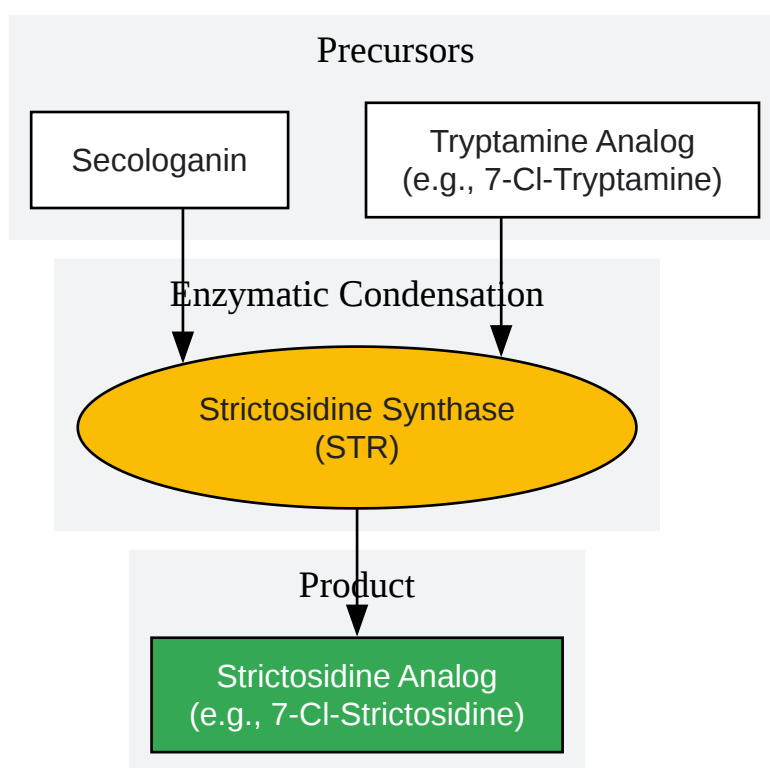 Precursors
Secologanin
Tryptamine Analog
(e.g., 7-Cl-Tryptamine)
Enzymatic Condensation
Strictosidine Synthase
(STR)
Product
Strictosidine Analog
(e.g., 7-Cl-Strictosidine)